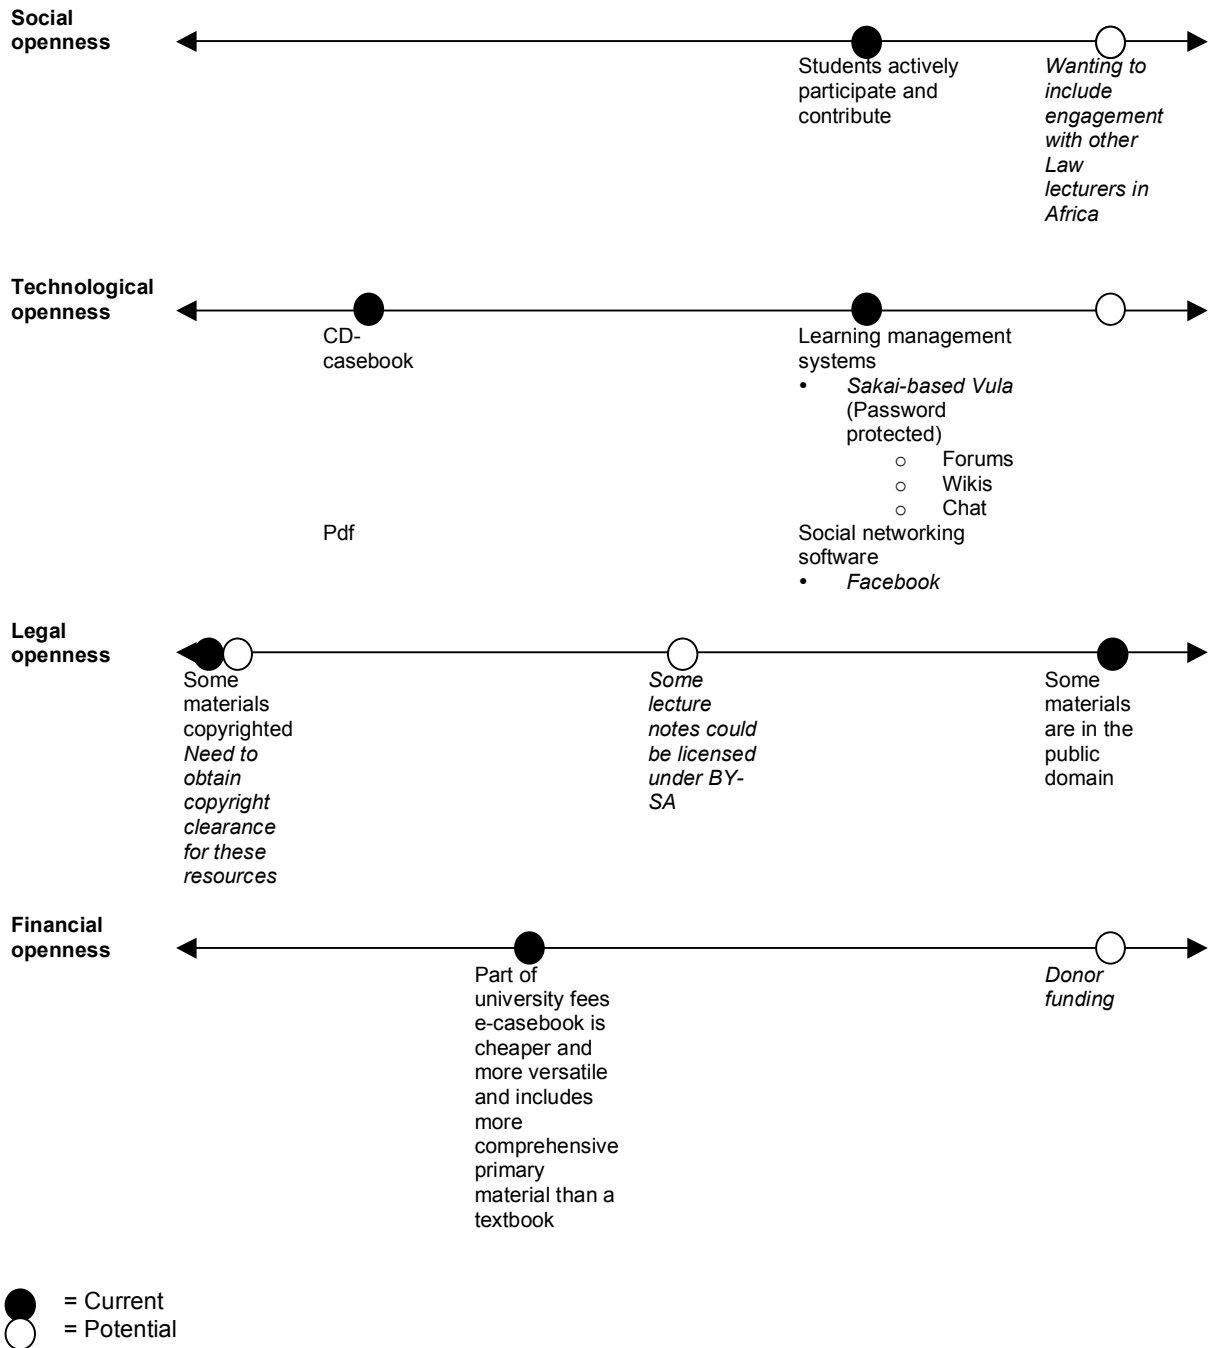 Social
openness
Students actively
participate and
contribute
Wanting to
include
engagement
with other
Law
lecturers in
Africa
Technological
openness
CD-
casebook
Pdf
Learning management
systems
• Sakai-based Vula
(Password
protected)
o Forums
o Wikis
o Chat
Social networking
software
• Facebook
Legal
openness
Some
materials
copyrighted
Need to
obtain
copyright
clearance
for these
resources
Some
lecture
notes could
be licensed
under BY-
SA
Some
materials
are in the
public
domain
Financial
openness
Part of
university fees
e-casebook is
cheaper and
more versatile
and includes
more
comprehensive
primary
material than a
textbook
Donor
funding
= Current
= Potential